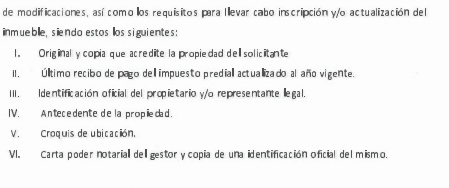 de modificaciones, así como los requisitos para llevar cabo inscripción y/o actualización del
inmueble, siendo estos los siguientes:
I. Original y copia que acredite la propiedad del solicitante
II. Último recibo de pago del impuesto predial actualizado al año vigente.
III. Identificación oficial del propietario y/o representante legal.
IV. Antecedente de la propiedad.
V. Croquis de ubicación.
VI. Carta poder notarial del gestor y copia de una identificación oficial del mismo.